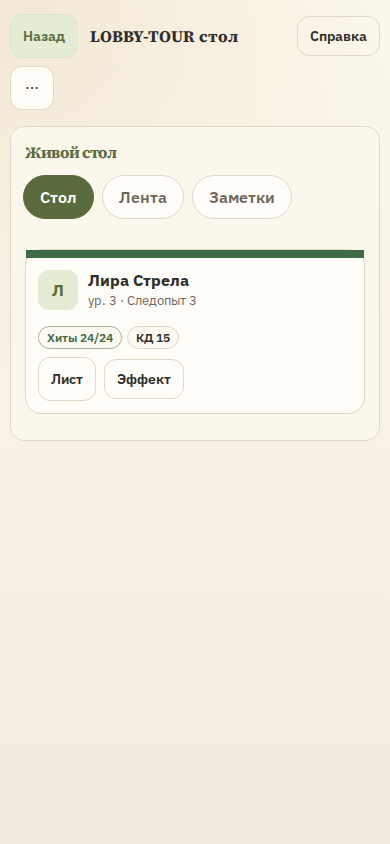 Назад LOBBY-TOUR стол Справка
...
Живой стол
Стол Лента Заметки
Л Лира Стрела
ур. 3 · Следопыт 3
Хиты 24/24 КД 15
Лист Эффект